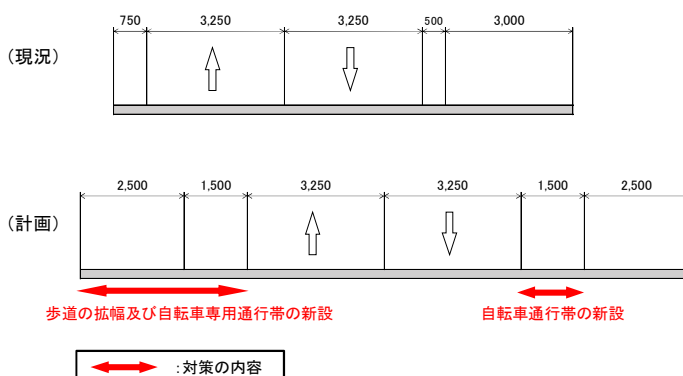 750 3,250 3,250 500 3,000
（現況）
2,500 1,500 3,250 3,250 1,500 2,500
（計画）
歩道の拡幅及び自転車専用通行帯の新設 自転車通行帯の新設
：対策の内容